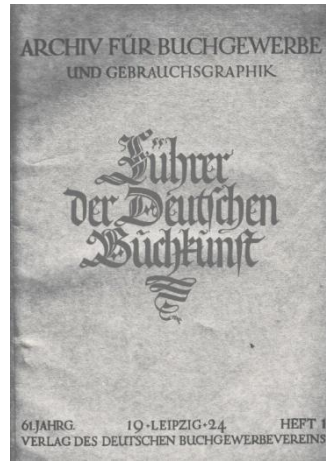 ARCHIV FÜR BUCHGEWERBE
UND GEBRAUCHSGRAPHIK
Führer
der Deutschen
Buchkunst
61.JAHRG. 19·LEIPZIG·24 HEFT 1
VERLAG DES DEUTSCHEN BUCHGEWERBEVEREINS